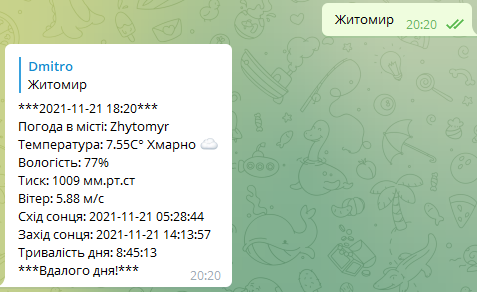 Житомир
20:20
Dmitro
Житомир
***2021-11-21 18:20***
Погода в місті: Zhytomyr
Температура: 7.55C° Хмарно ☁️
Вологість: 77%
Тиск: 1009 мм.рт.ст
Вітер: 5.88 м/с
Схід сонця: 2021-11-21 05:28:44
Захід сонця: 2021-11-21 14:13:57
Тривалість дня: 8:45:13
***Вдалого дня!***
20:20